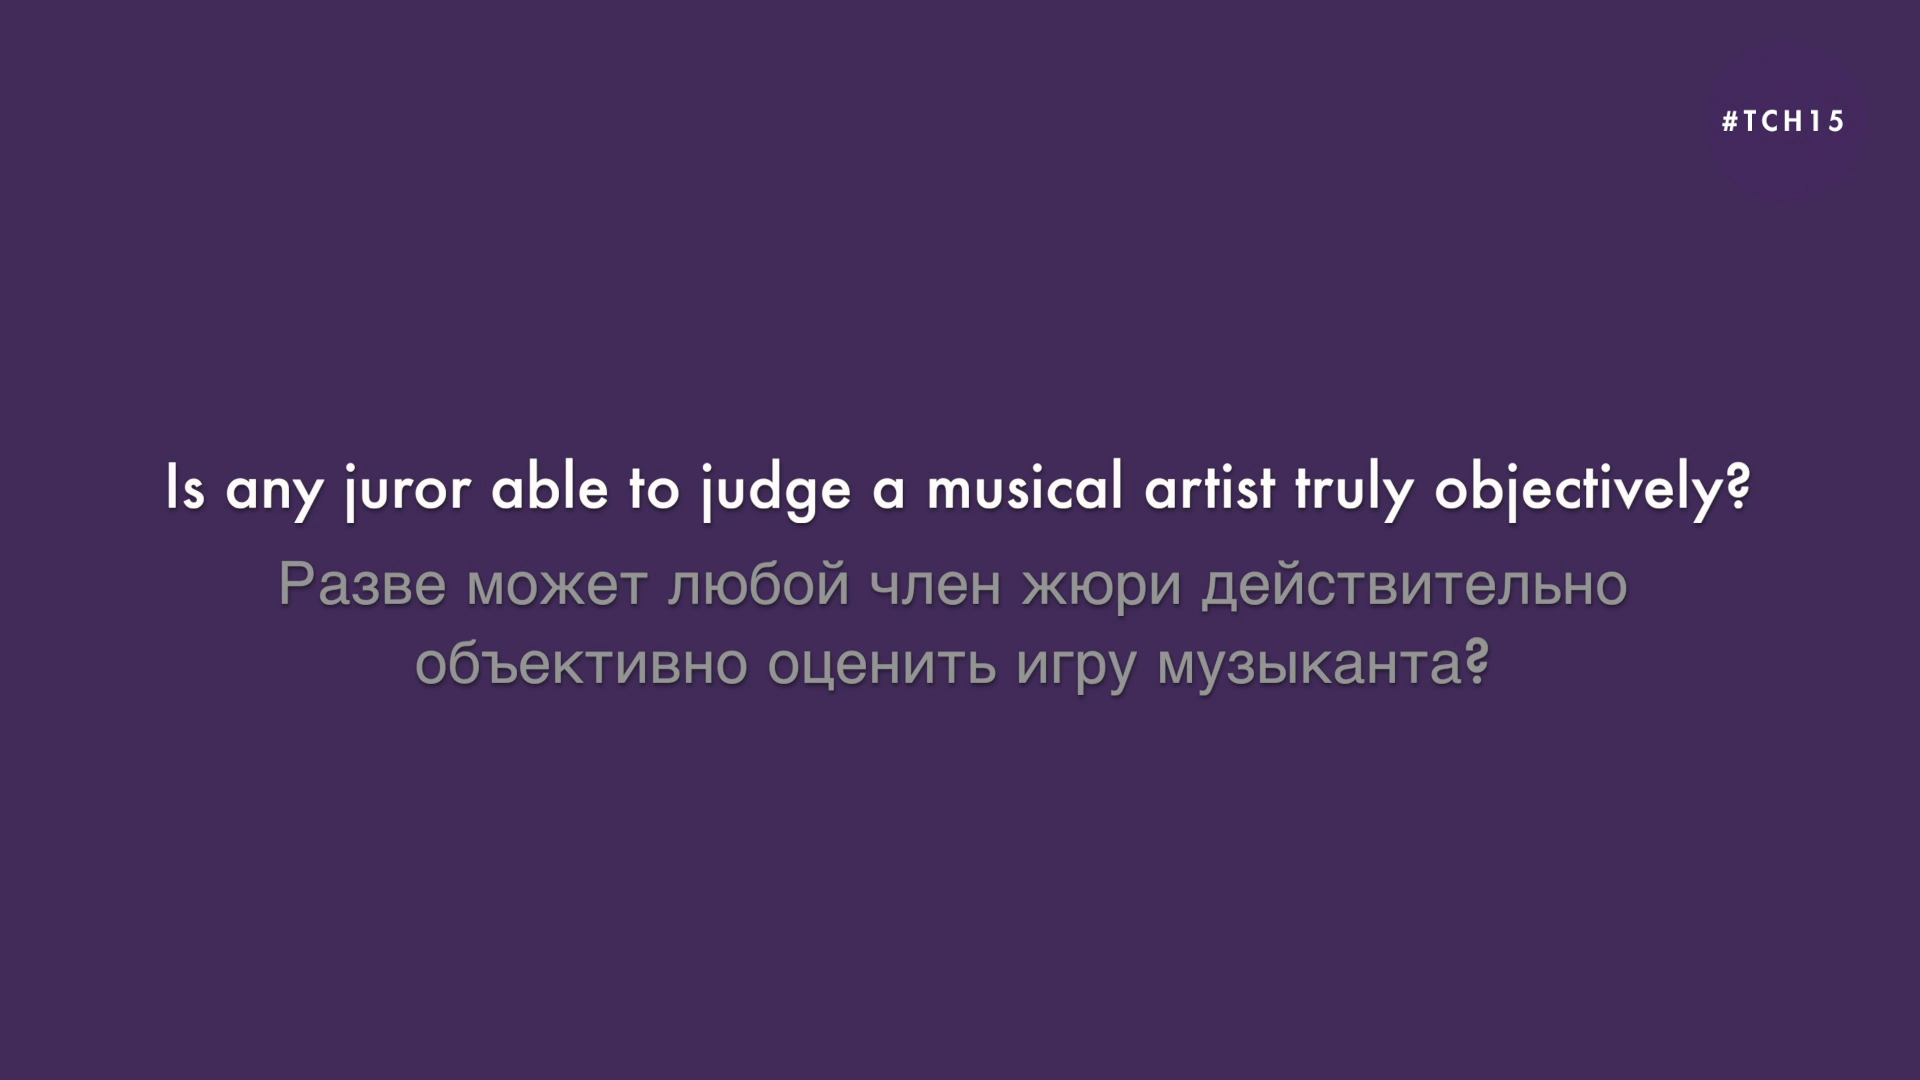 #TCH15
Is any juror able to judge a musical artist truly objectively?
Разве может любой член жюри действительно
объективно оценить игру музыканта?